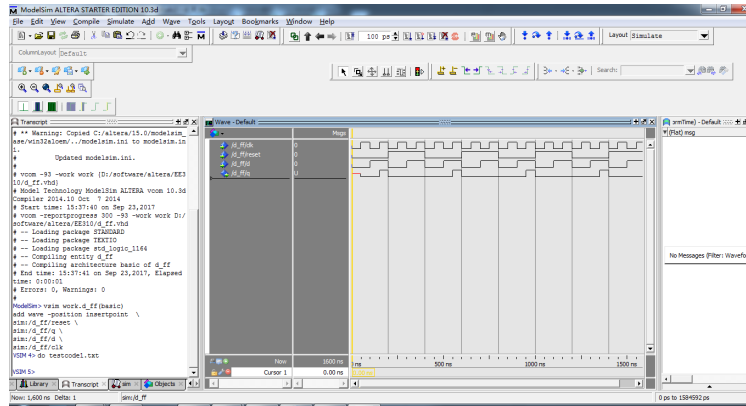 ModelSim ALTERA STARTER EDITION 10.3d
File Edit View Compile Simulate Add Wave Tools Layout Bookmarks Window Help
100 ps
Layout Simulate
ColumnLayout Default
Search:
Transcript
# ** Warning: Copied C:/altera/15.0/modelsim_
ase/win32aloem/../modelsim.ini to modelsim.in
i.
# Updated modelsim.ini.
#
# vcom -93 -work work {D:/software/altera/EE3
10/d_ff.vhd}
# Model Technology ModelSim ALTERA vcom 10.3d
Compiler 2014.10 Oct 7 2014
# Start time: 15:37:40 on Sep 23,2017
# vcom -reportprogress 300 -93 -work work D:/
software/altera/EE310/d_ff.vhd
# -- Loading package STANDARD
# -- Loading package TEXTIO
# -- Loading package std_logic_1164
# -- Compiling entity d_ff
# -- Compiling architecture basic of d_ff
# End time: 15:37:41 on Sep 23,2017, Elapsed
time: 0:00:01
# Errors: 0, Warnings: 0
#
ModelSim> vsim work.d_ff(basic)
add wave -position insertpoint \
sim:/d_ff/reset \
sim:/d_ff/q \
sim:/d_ff/d \
sim:/d_ff/clk
VSIM 4> do testcode1.txt
VSIM 5>
Library Transcript sim Objects
Wave - Default
Msgs
/d_ff/clk 0
/d_ff/reset 0
/d_ff/d 0
/d_ff/q U
Now 1600 ns
Cursor 1 0.00 ns
ns 500 ns 1000 ns 1500 ns
0.00 ns
ormTime) - Default
(Flat) msg
No Messages (Filter: Wavefo
Now: 1,600 ns Delta: 1 sim:/d_ff 0 ps to 1584592 ps